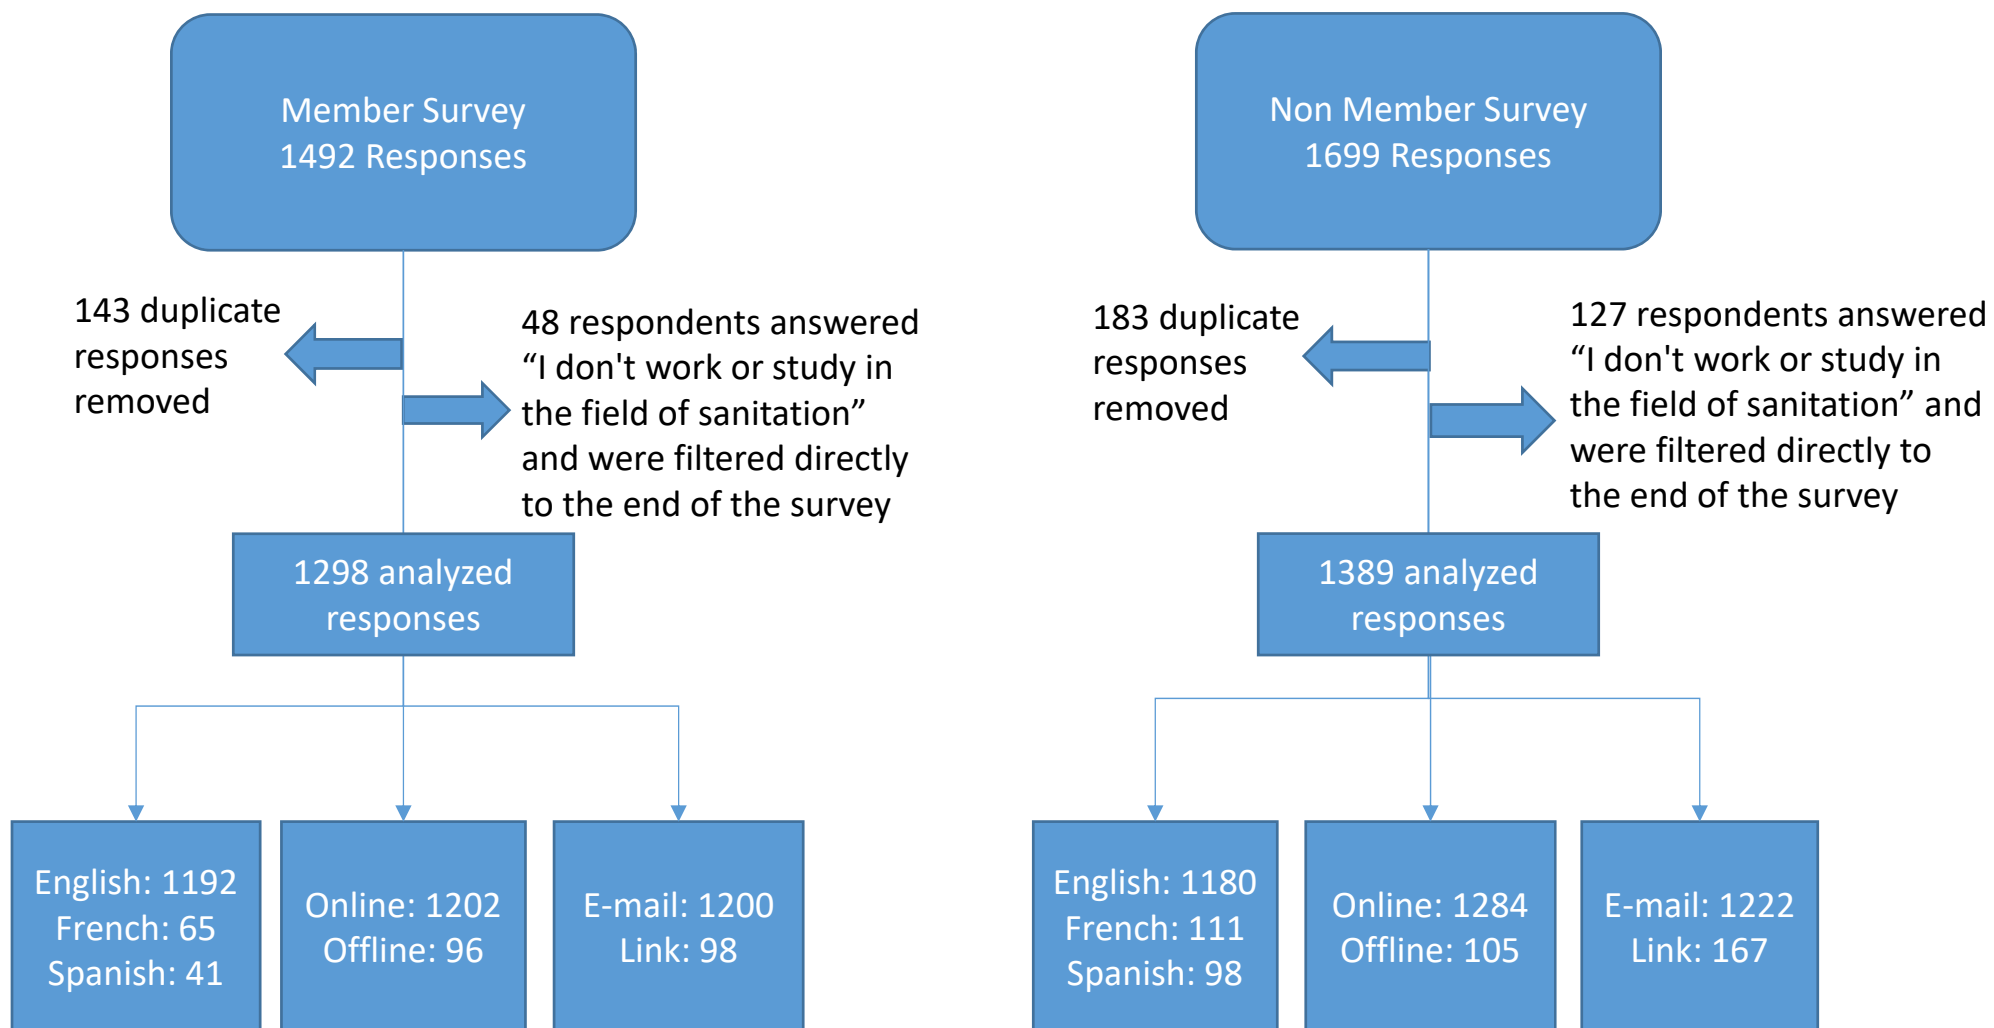 Member Survey
1492 Responses
143 duplicate
responses
removed
48 respondents answered
“I don't work or study in
the field of sanitation”
and were filtered directly
to the end of the survey
1298 analyzed
responses
English: 1192
French: 65
Spanish: 41
Online: 1202
Offline: 96
E-mail: 1200
Link: 98
Non Member Survey
1699 Responses
183 duplicate
responses
removed
127 respondents answered
“I don't work or study in
the field of sanitation” and
were filtered directly to
the end of the survey
1389 analyzed
responses
English: 1180
French: 111
Spanish: 98
Online: 1284
Offline: 105
E-mail: 1222
Link: 167